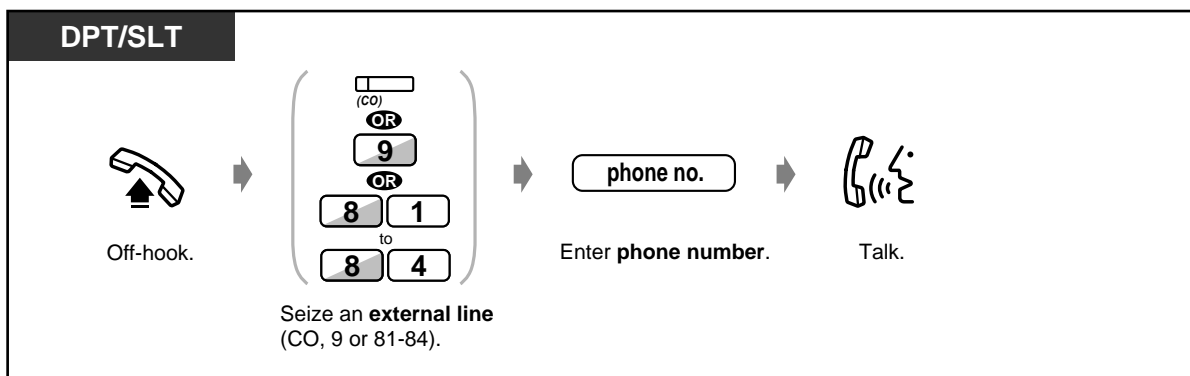 DPT/SLT
(CO)
OR
9
OR
8 1
to
8 4
Seize an external line
(CO, 9 or 81-84).
Off-hook.
phone no.
Enter phone number.
Talk.